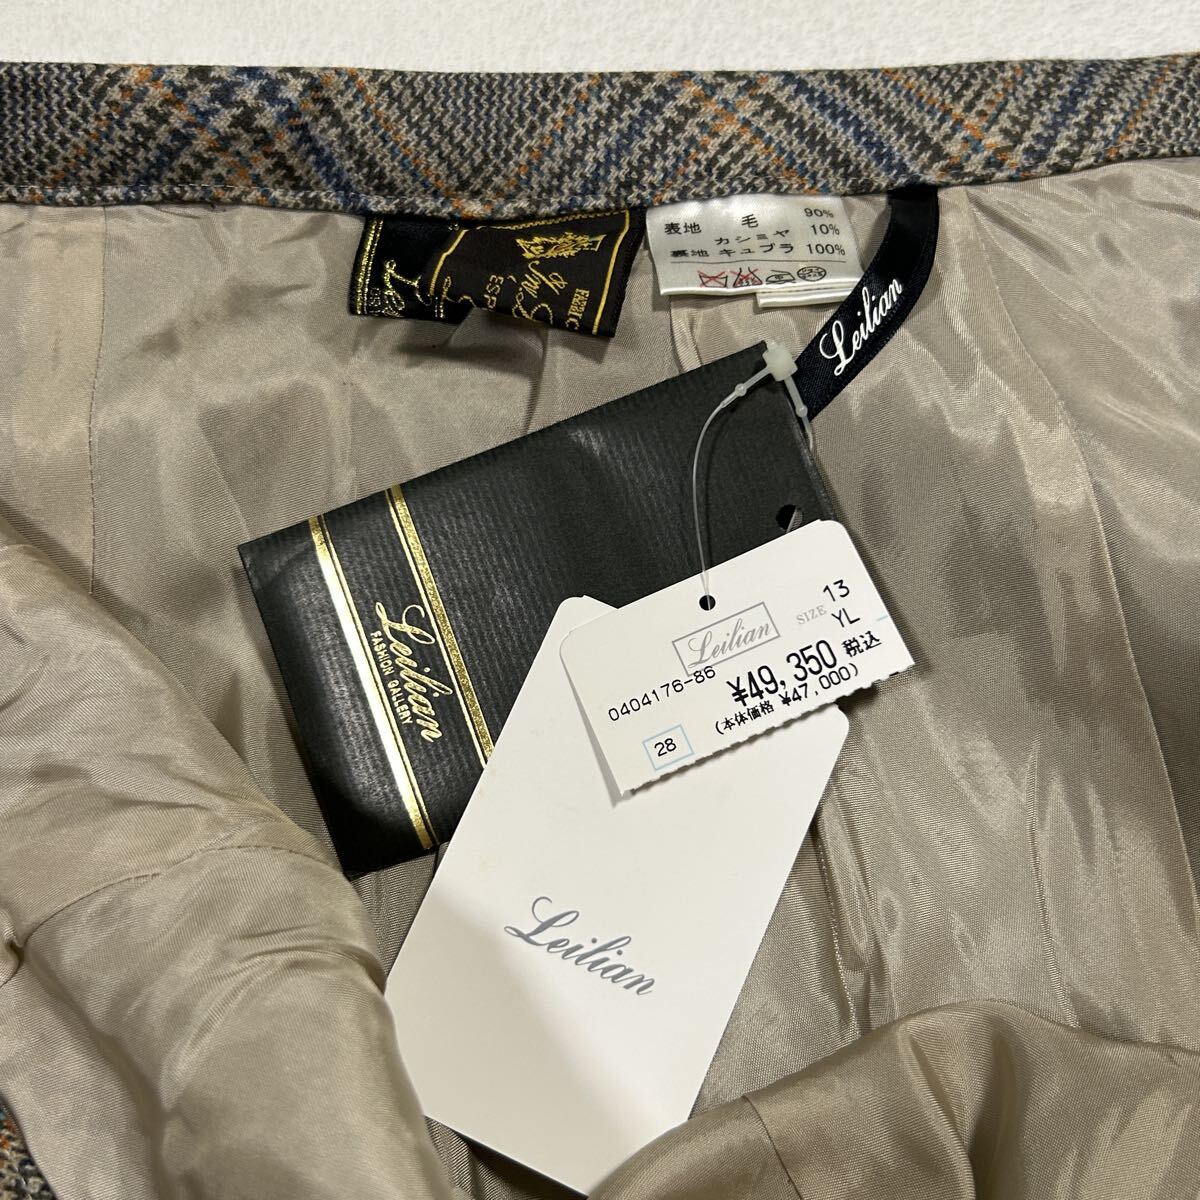 表地 毛 90%
カシミヤ 10%
裏地 キュプラ 100%
FABRIC
Leilian
Leilian
FASHION GALLERY
Leilian
SIZE 13
YL
0404176-86
¥49,350 税込
(本体価格 ¥47,000)
28
Leilian